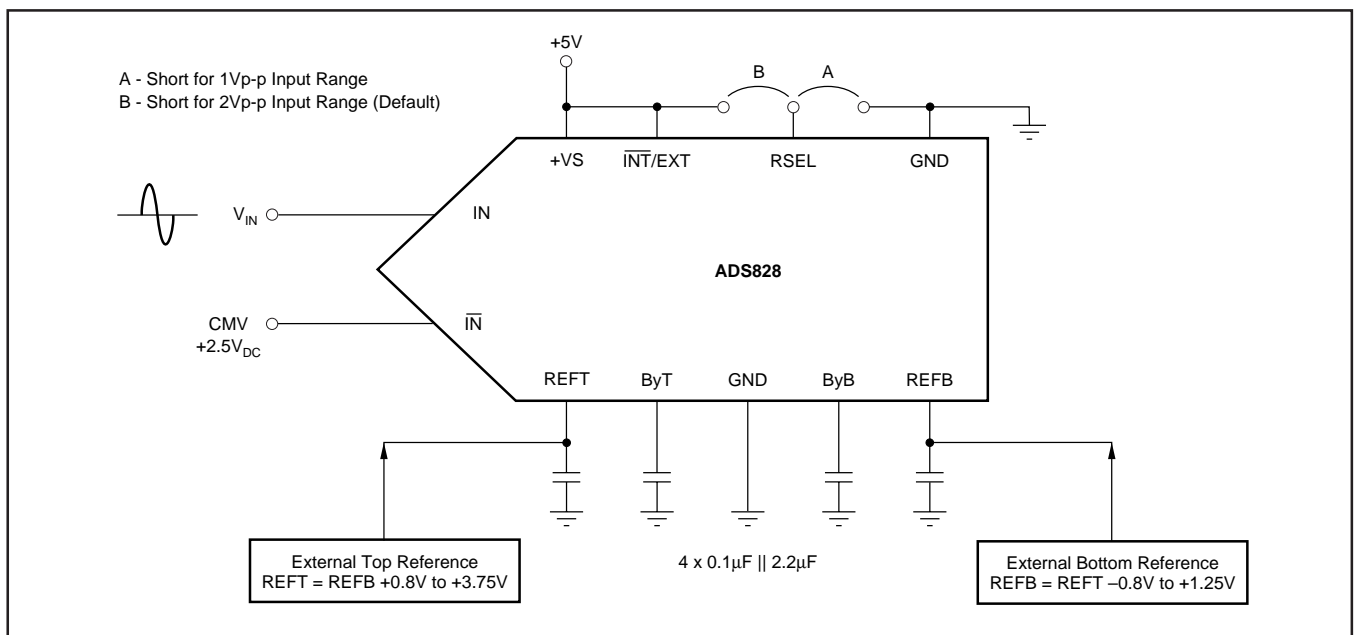 +5V
A - Short for 1Vp-p Input Range
B - Short for 2Vp-p Input Range (Default)
B
A
+VS
INT/EXT
RSEL
GND
VIN
IN
ADS828
CMV
+2.5VDC
IN
REFT
ByT
GND
ByB
REFB
External Top Reference
REFT = REFB +0.8V to +3.75V
4 x 0.1μF || 2.2μF
External Bottom Reference
REFB = REFT –0.8V to +1.25V